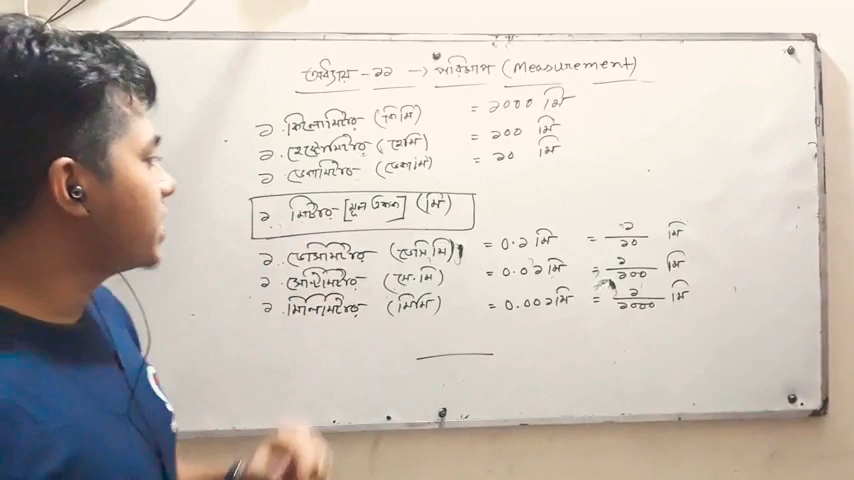 অধ্যায় - ১১ → পরিমাপ (Measurement)
১ . কিলোমিটার (কিমি) = ১০০০ মি
১ . হেক্টোমিটার (হেমি) = ১০০ মি
১ . ডেকামিটার (ডেকামি) = ১০ মি
১ . মিটার [মূল একক] (মি)
১ . ডেসিমিটার (ডেসি.মি) = ০.১ মি = ১/১০ মি
১ . সেন্টিমিটার (সে.মি) = ০.০১ মি = ১/১০০ মি
১ . মিলিমিটার (মিমি) = ০.০০১ মি = ১/১০০০ মি